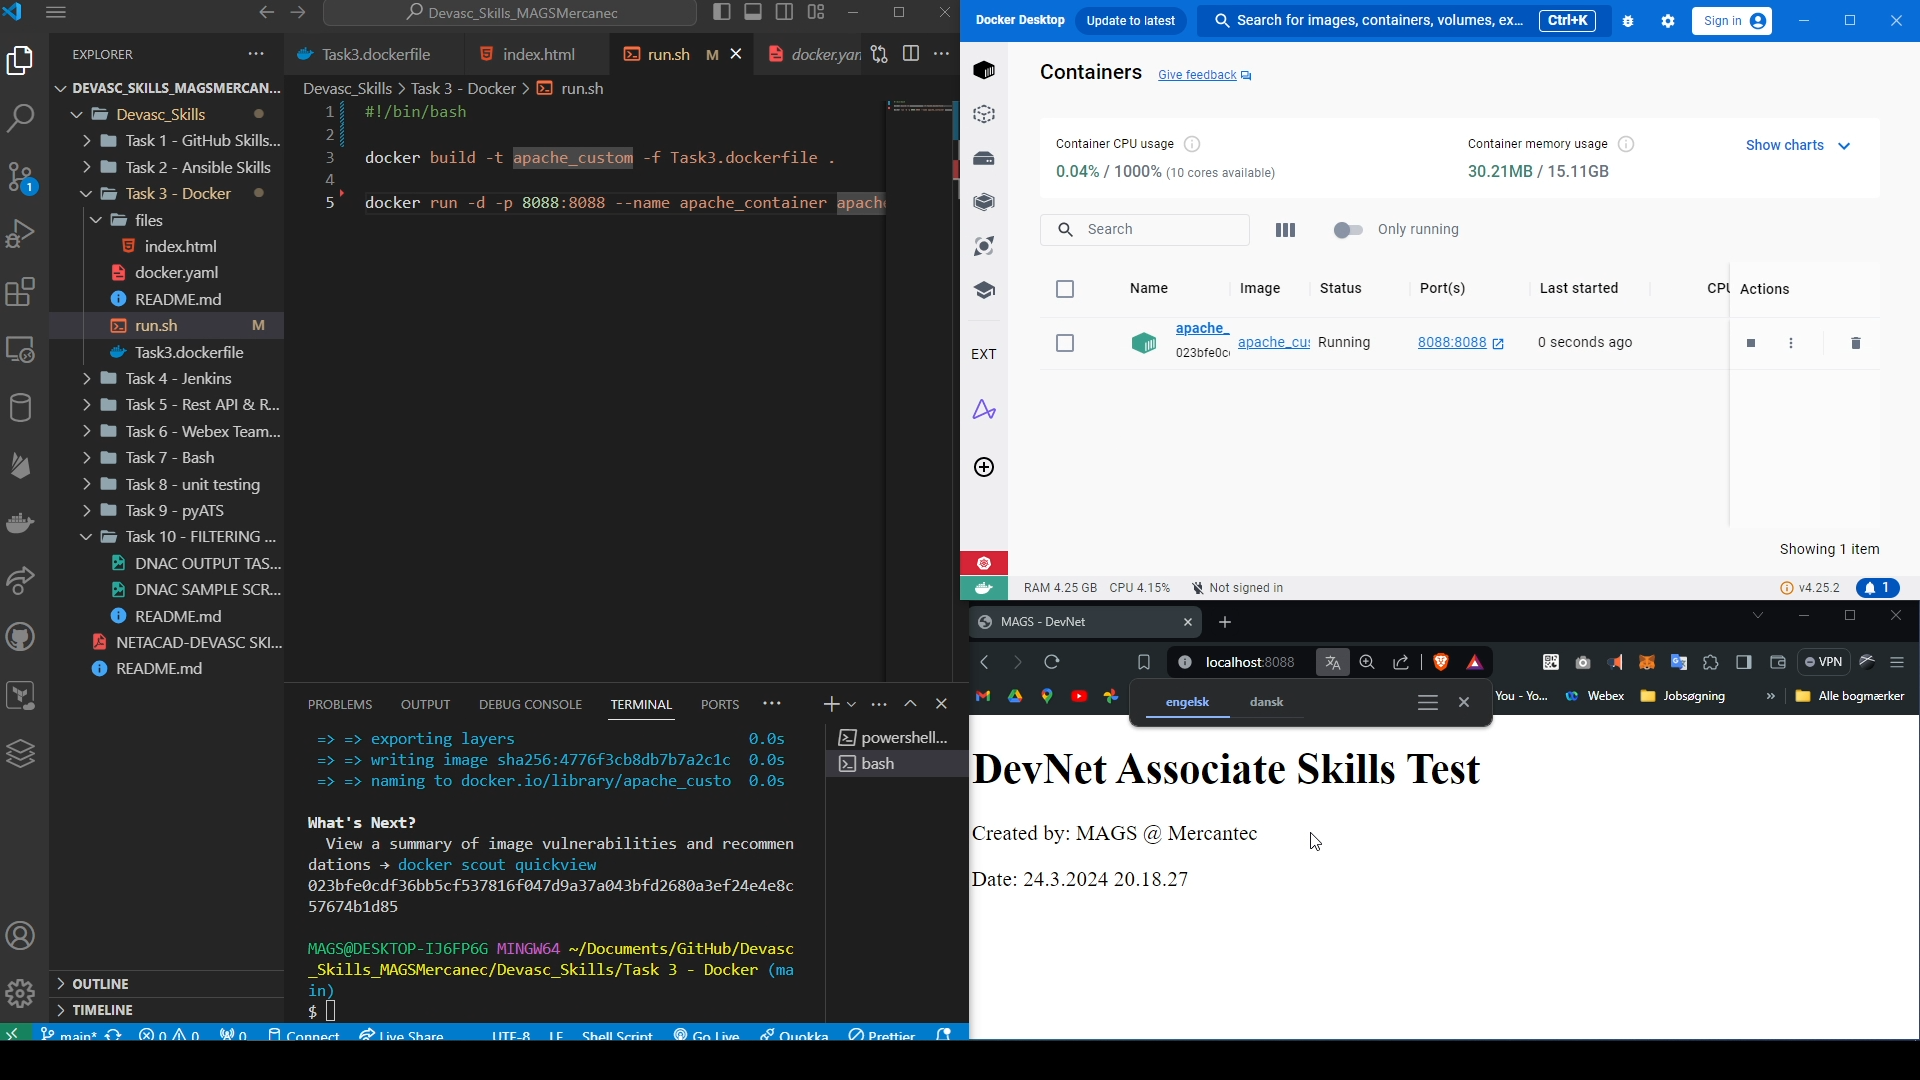 Devasc_Skills_MAGSMercanec
EXPLORER
DEVASC_SKILLS_MAGSMERCAN...
Devasc_Skills
Task 1 - GitHub Skills...
Task 2 - Ansible Skills
Task 3 - Docker
files
index.html
docker.yaml
README.md
run.sh M
Task3.dockerfile
Task 4 - Jenkins
Task 5 - Rest API & R...
Task 6 - Webex Team...
Task 7 - Bash
Task 8 - unit testing
Task 9 - pyATS
Task 10 - FILTERING ...
DNAC OUTPUT TAS...
DNAC SAMPLE SCR...
README.md
NETACAD-DEVASC SKI...
README.md
OUTLINE
TIMELINE
1
Task3.dockerfile index.html run.sh M docker.yar
Devasc_Skills > Task 3 - Docker > run.sh
1 #!/bin/bash
2
3 docker build -t apache_custom -f Task3.dockerfile .
4
5 docker run -d -p 8088:8088 --name apache_container apach
PROBLEMS OUTPUT DEBUG CONSOLE TERMINAL PORTS
=> => exporting layers 0.0s
=> => writing image sha256:4776f3cb8db7b7a2c1c 0.0s
=> => naming to docker.io/library/apache_custo 0.0s
What's Next?
View a summary of image vulnerabilities and recommen
dations → docker scout quickview
023bfe0cdf36bb5cf537816f047d9a37a043bfd2680a3ef24e4e8c
57674b1d85
MAGS@DESKTOP-IJ6FP6G MINGW64 ~/Documents/GitHub/Devasc
_Skills_MAGSMercanec/Devasc_Skills/Task 3 - Docker (ma
in)
$
powershell...
bash
main* 0 0 0 Connect Live Share UTF-8 LF Shell Script Go Live Quokka Prettier
Docker Desktop Update to latest Search for images, containers, volumes, ex... Ctrl+K Sign in
Containers Give feedback
Container CPU usage
0.04% / 1000% (10 cores available)
Container memory usage
30.21MB / 15.11GB
Show charts
Search Only running
Name Image Status Port(s) Last started CPU Actions
apache_
023bfe0c
apache_cus Running 8088:8088 0 seconds ago
EXT
Showing 1 item
RAM 4.25 GB CPU 4.15% Not signed in v4.25.2 1
MAGS - DevNet
localhost:8088 VPN
You - Yo... Webex Jobsøgning » Alle bogmærker
engelsk dansk
DevNet Associate Skills Test
Created by: MAGS @ Mercantec
Date: 24.3.2024 20.18.27